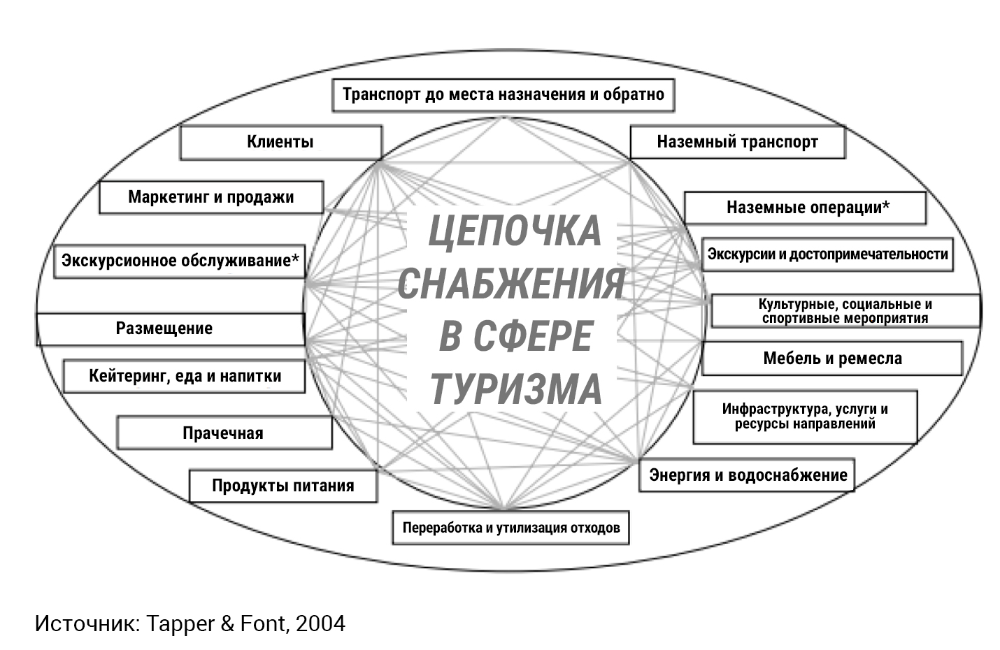 Транспорт до места назначения и обратно
Клиенты
Наземный транспорт
Маркетинг и продажи
Наземные операции*
Экскурсионное обслуживание*
Экскурсии и достопримечательности
Размещение
Культурные, социальные и
спортивные мероприятия
Кейтеринг, еда и напитки
Мебель и ремесла
Прачечная
Инфраструктура, услуги и
ресурсы направлений
Продукты питания
Энергия и водоснабжение
Переработка и утилизация отходов
ЦЕПОЧКА
СНАБЖЕНИЯ
В СФЕРЕ
ТУРИЗМА
Источник: Tapper & Font, 2004